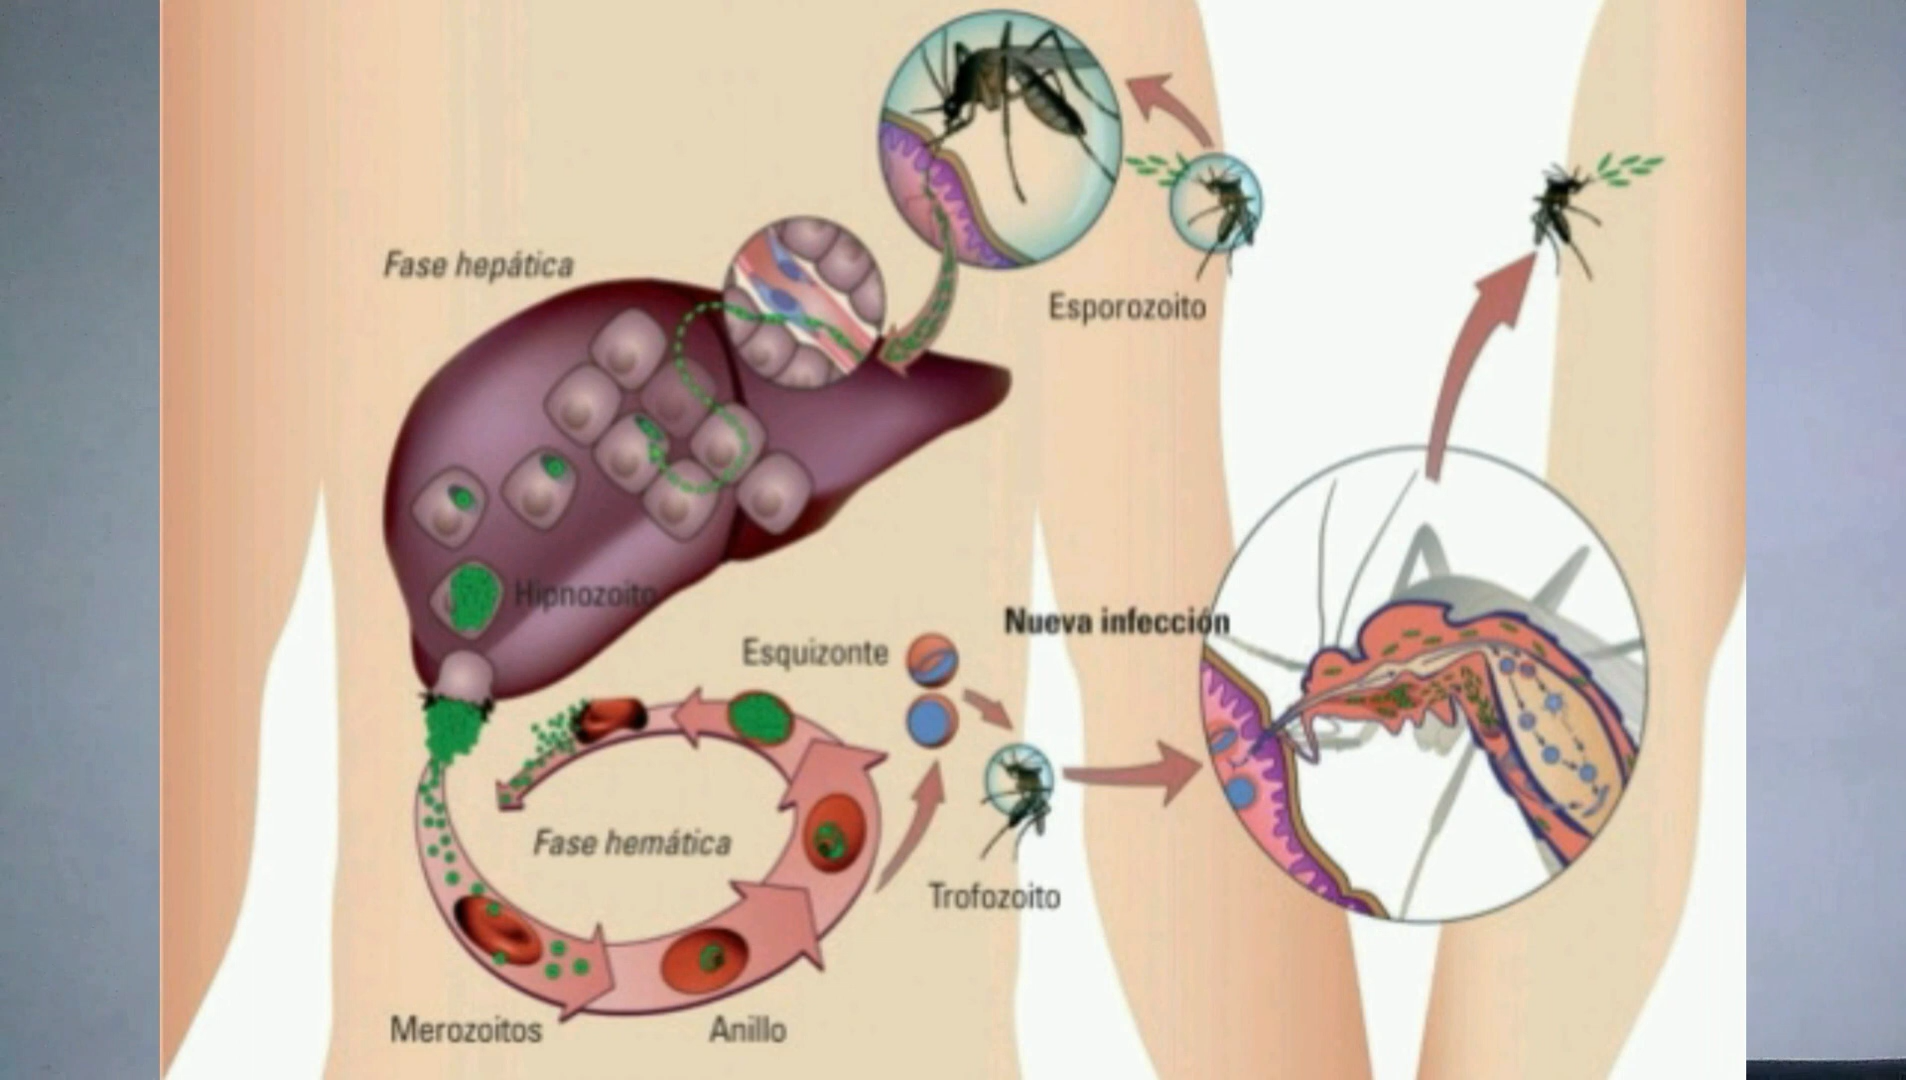 Fase hepática
Esporozoito
Hipnozoito
Nueva infección
Esquizonte
Fase hemática
Trofozoito
Merozoitos
Anillo